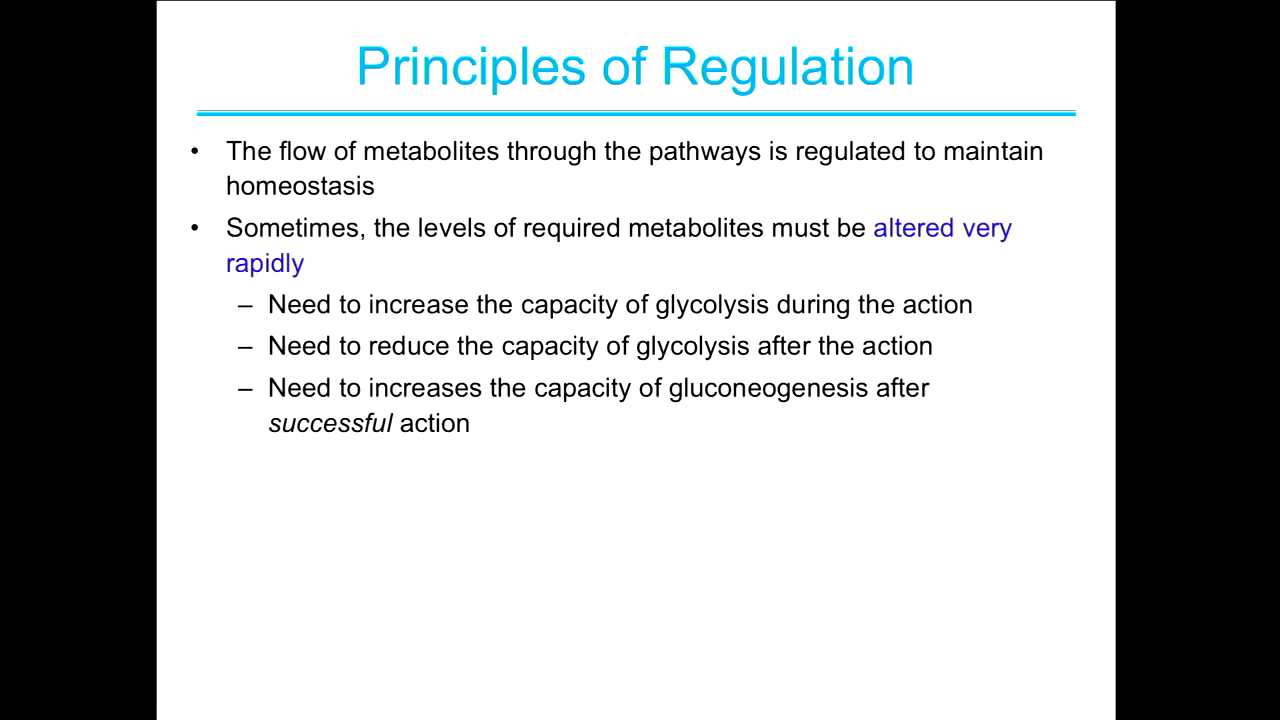 Principles of Regulation
• The flow of metabolites through the pathways is regulated to maintain
homeostasis
• Sometimes, the levels of required metabolites must be altered very
rapidly
– Need to increase the capacity of glycolysis during the action
– Need to reduce the capacity of glycolysis after the action
– Need to increases the capacity of gluconeogenesis after
successful action